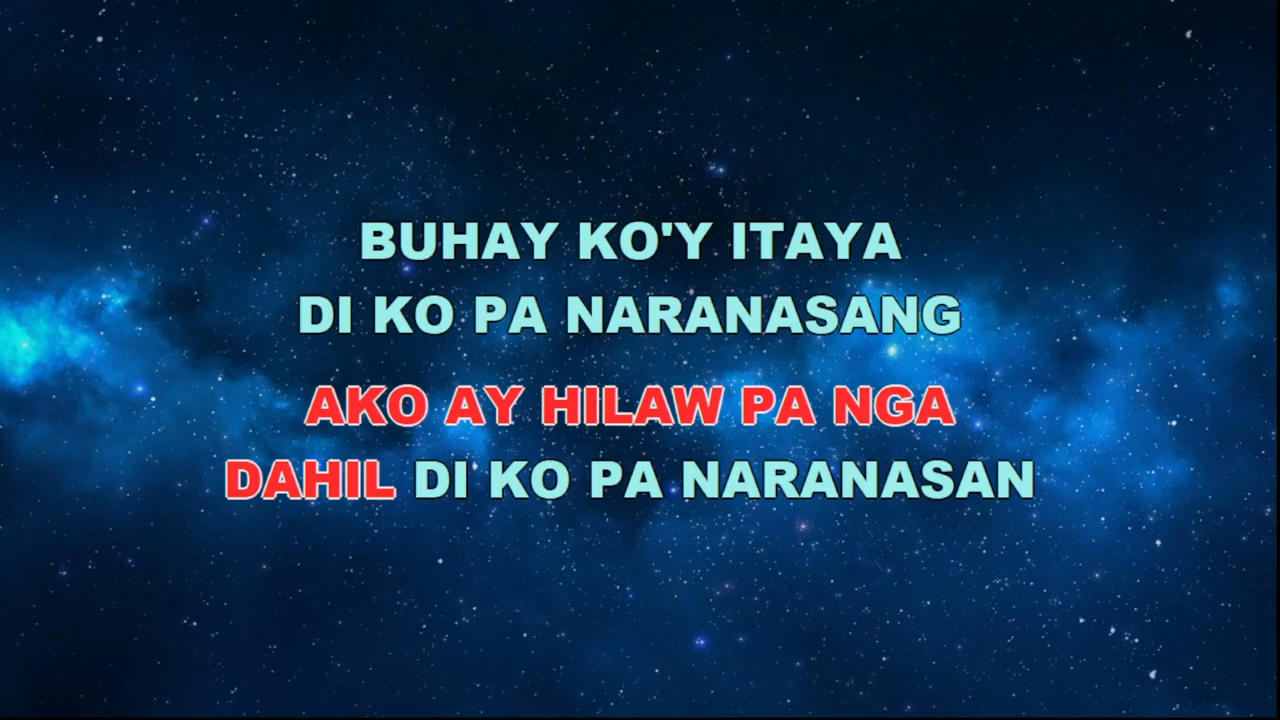 BUHAY KO'Y ITAYA
DI KO PA NARANASANG
AKO AY HILAW PA NGA
DAHIL DI KO PA NARANASAN